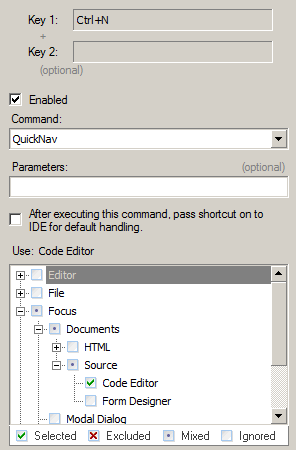 Key 1: Ctrl+N
+
Key 2:
(optional)
Enabled
Command:
QuickNav
Parameters: (optional)
After executing this command, pass shortcut on to
IDE for default handling.
Use: Code Editor
Editor
File
Focus
Documents
HTML
Source
Code Editor
Form Designer
Modal Dialog
Selected Excluded Mixed Ignored